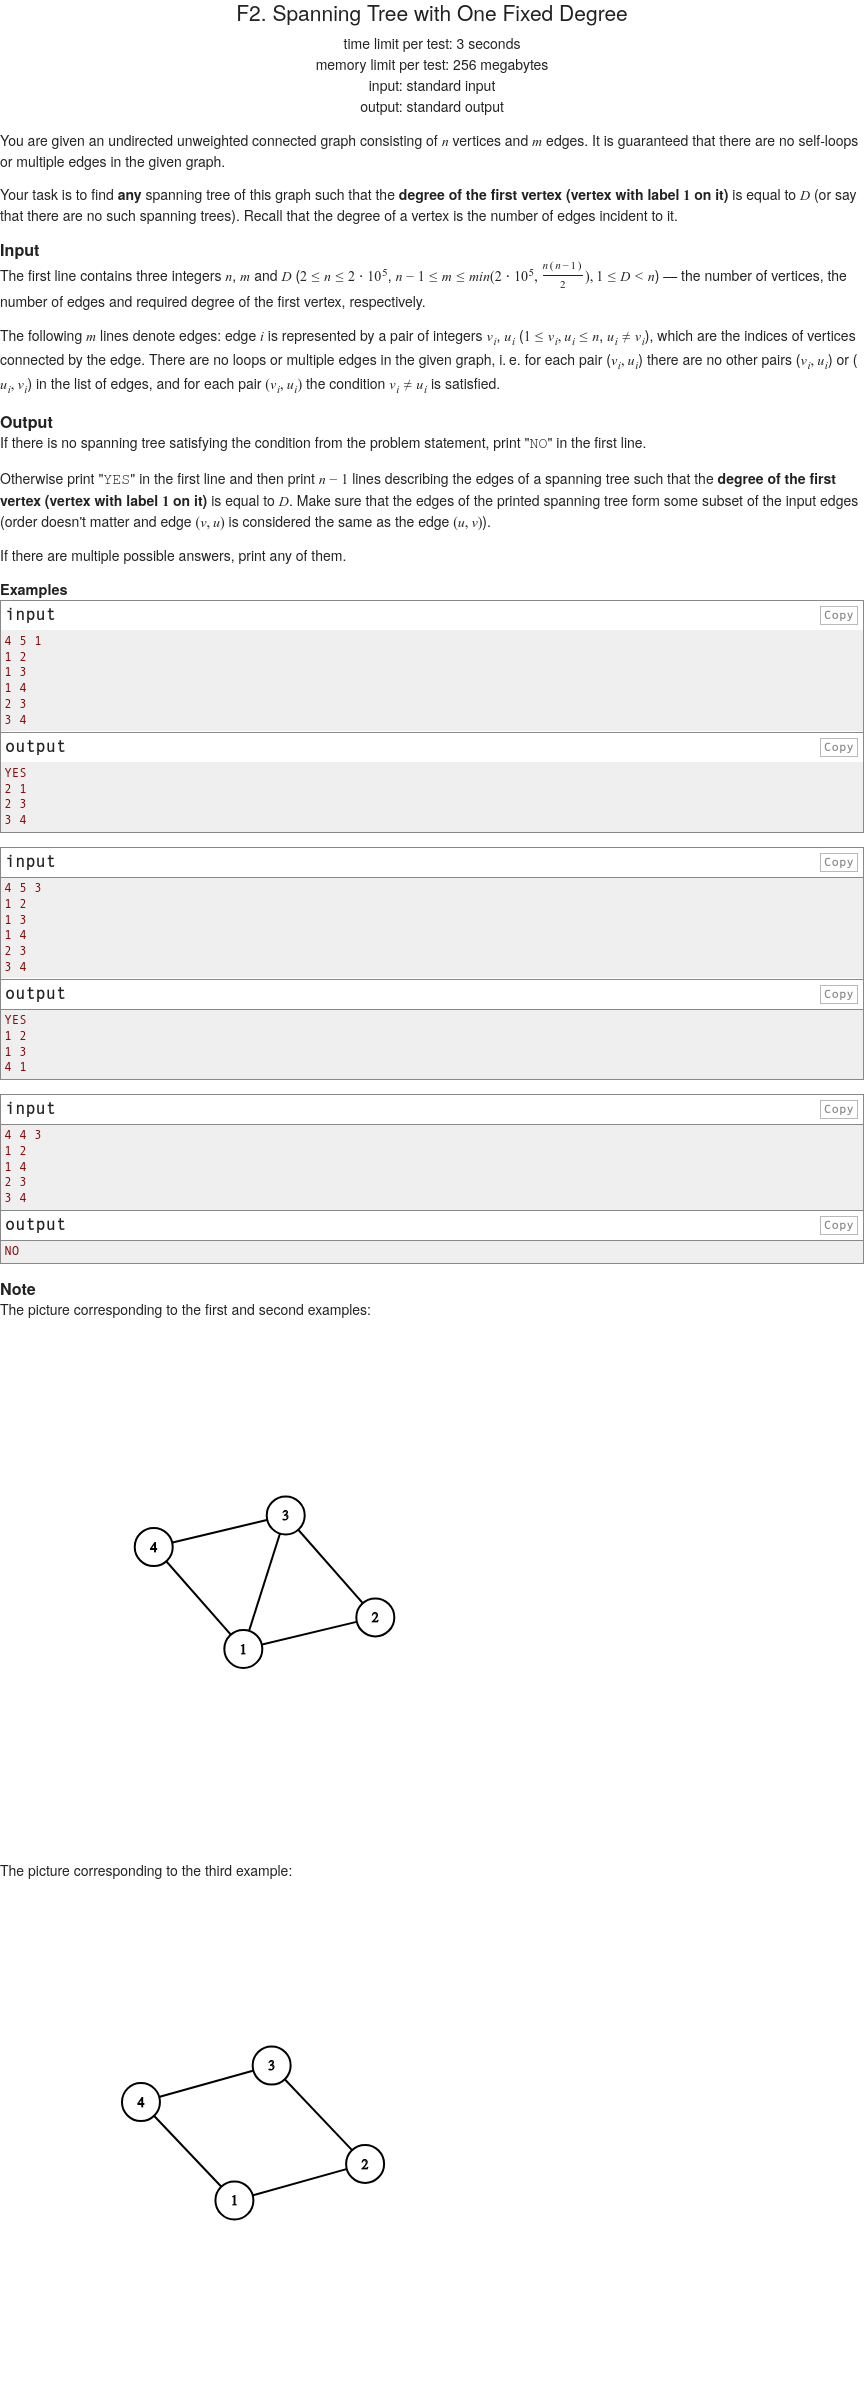 F2. Spanning Tree with One Fixed Degree
time limit per test: 3 seconds
memory limit per test: 256 megabytes
input: standard input
output: standard output
You are given an undirected unweighted connected graph consisting of n vertices and m edges. It is guaranteed that there are no self-loops
or multiple edges in the given graph.
Your task is to find any spanning tree of this graph such that the degree of the first vertex (vertex with label 1 on it) is equal to D (or say
that there are no such spanning trees). Recall that the degree of a vertex is the number of edges incident to it.
Input
The first line contains three integers n, m and D (2 ≤ n ≤ 2 · 10^5, n − 1 ≤ m ≤ min(2 · 10^5, n(n−1)/2), 1 ≤ D < n) — the number of vertices, the
number of edges and required degree of the first vertex, respectively.
The following m lines denote edges: edge i is represented by a pair of integers v_i, u_i (1 ≤ v_i, u_i ≤ n, u_i ≠ v_i), which are the indices of vertices
connected by the edge. There are no loops or multiple edges in the given graph, i. e. for each pair (v_i, u_i) there are no other pairs (v_i, u_i) or (
u_i, v_i) in the list of edges, and for each pair (v_i, u_i) the condition v_i ≠ u_i is satisfied.
Output
If there is no spanning tree satisfying the condition from the problem statement, print "NO" in the first line.
Otherwise print "YES" in the first line and then print n − 1 lines describing the edges of a spanning tree such that the degree of the first
vertex (vertex with label 1 on it) is equal to D. Make sure that the edges of the printed spanning tree form some subset of the input edges
(order doesn't matter and edge (v, u) is considered the same as the edge (u, v)).
If there are multiple possible answers, print any of them.
Examples
input Copy
4 5 1
1 2
1 3
1 4
2 3
3 4
output Copy
YES
2 1
2 3
3 4
input Copy
4 5 3
1 2
1 3
1 4
2 3
3 4
output Copy
YES
1 2
1 3
4 1
input Copy
4 4 3
1 2
1 4
2 3
3 4
output Copy
NO
Note
The picture corresponding to the first and second examples:
3
4
2
1
The picture corresponding to the third example:
3
4
2
1